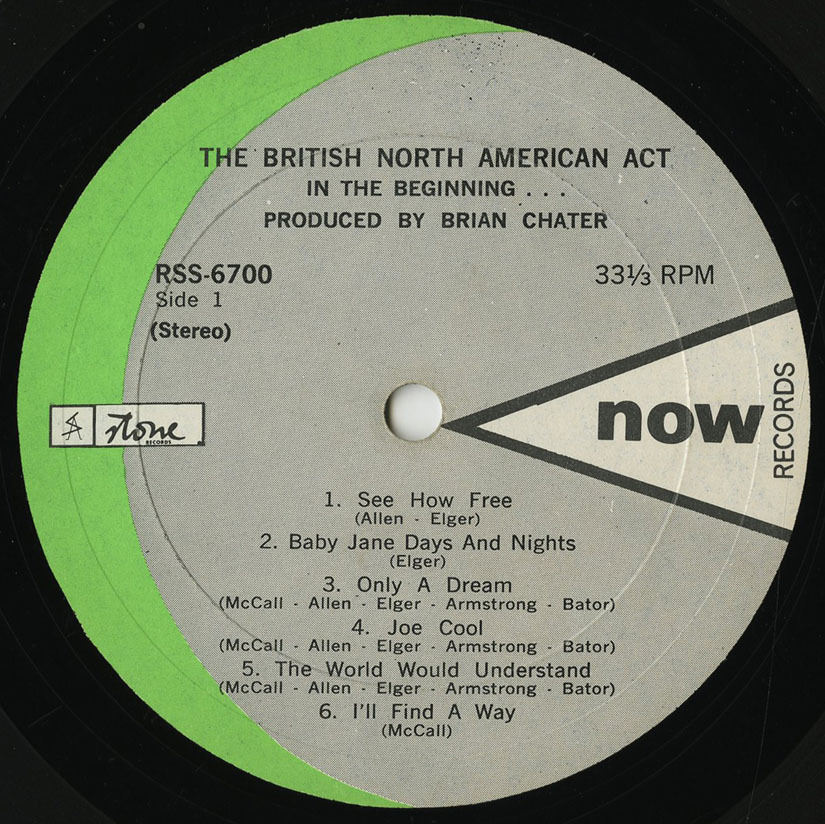 THE BRITISH NORTH AMERICAN ACT
IN THE BEGINNING . . .
PRODUCED BY BRIAN CHATER
RSS-6700
33⅓ RPM
Side 1
(Stereo)
stone
RECORDS
now
RECORDS
1. See How Free
(Allen - Elger)
2. Baby Jane Days And Nights
(Elger)
3. Only A Dream
(McCall - Allen - Elger - Armstrong - Bator)
4. Joe Cool
(McCall - Allen - Elger - Armstrong - Bator)
5. The World Would Understand
(McCall - Allen - Elger - Armstrong - Bator)
6. I'll Find A Way
(McCall)